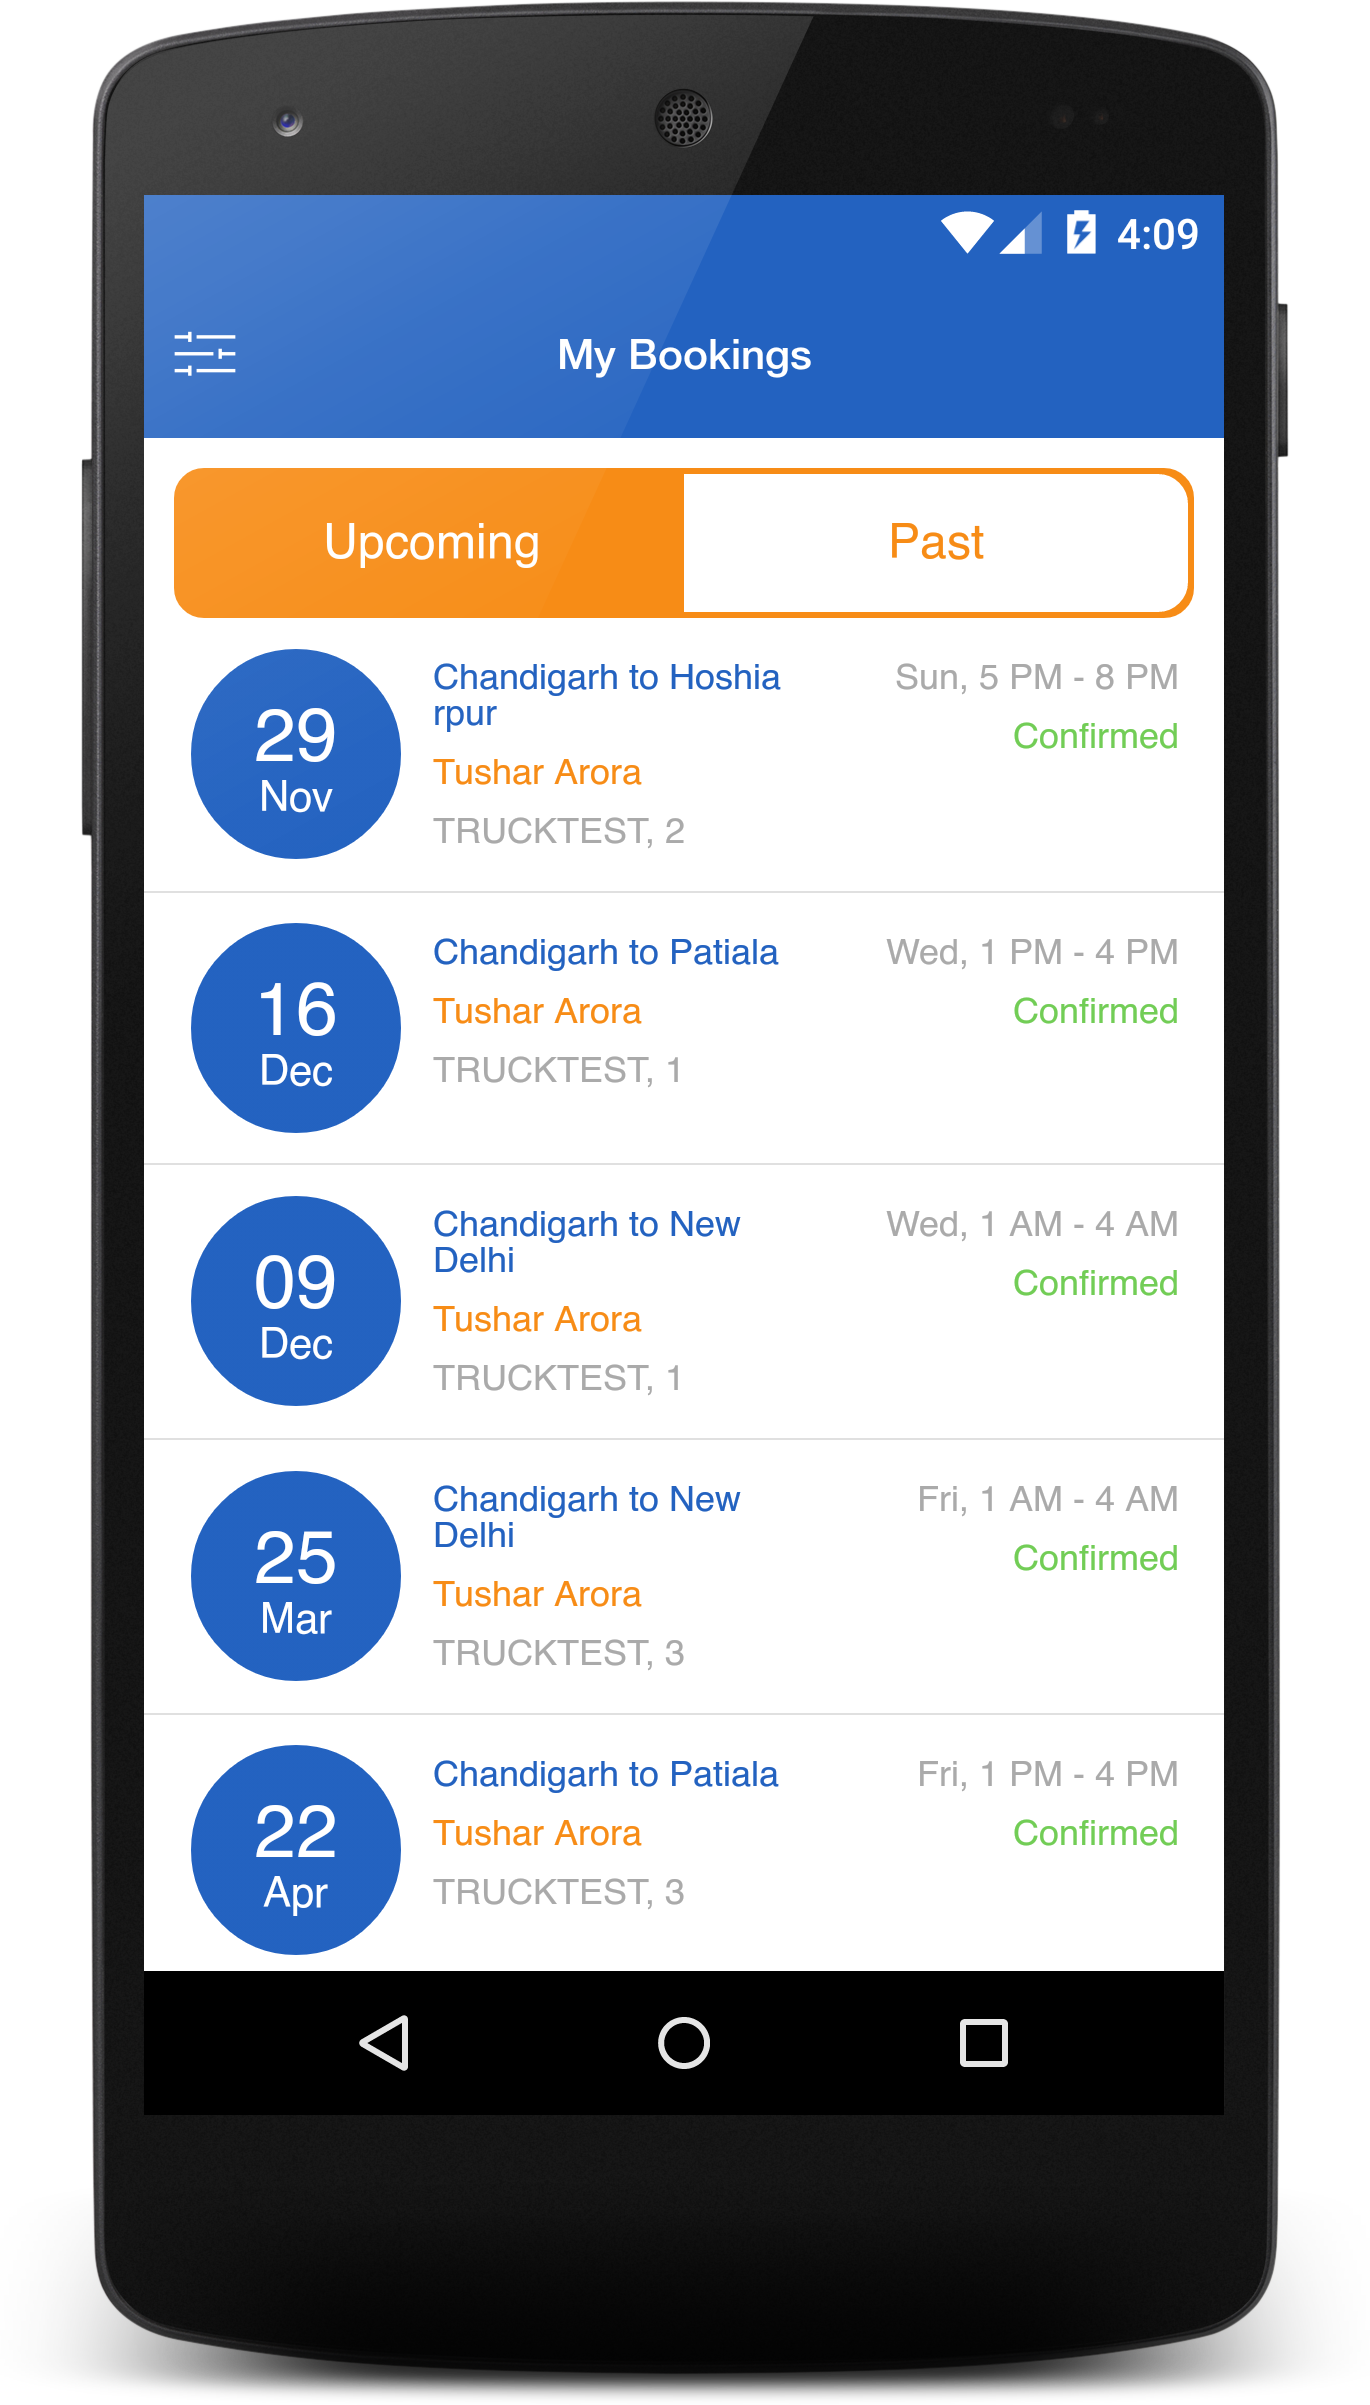 4:09
My Bookings
Upcoming
Past
29
Nov
Chandigarh to Hoshia
rpur
Tushar Arora
TRUCKTEST, 2
Sun, 5 PM - 8 PM
Confirmed
16
Dec
Chandigarh to Patiala
Tushar Arora
TRUCKTEST, 1
Wed, 1 PM - 4 PM
Confirmed
09
Dec
Chandigarh to New
Delhi
Tushar Arora
TRUCKTEST, 1
Wed, 1 AM - 4 AM
Confirmed
25
Mar
Chandigarh to New
Delhi
Tushar Arora
TRUCKTEST, 3
Fri, 1 AM - 4 AM
Confirmed
22
Apr
Chandigarh to Patiala
Tushar Arora
TRUCKTEST, 3
Fri, 1 PM - 4 PM
Confirmed